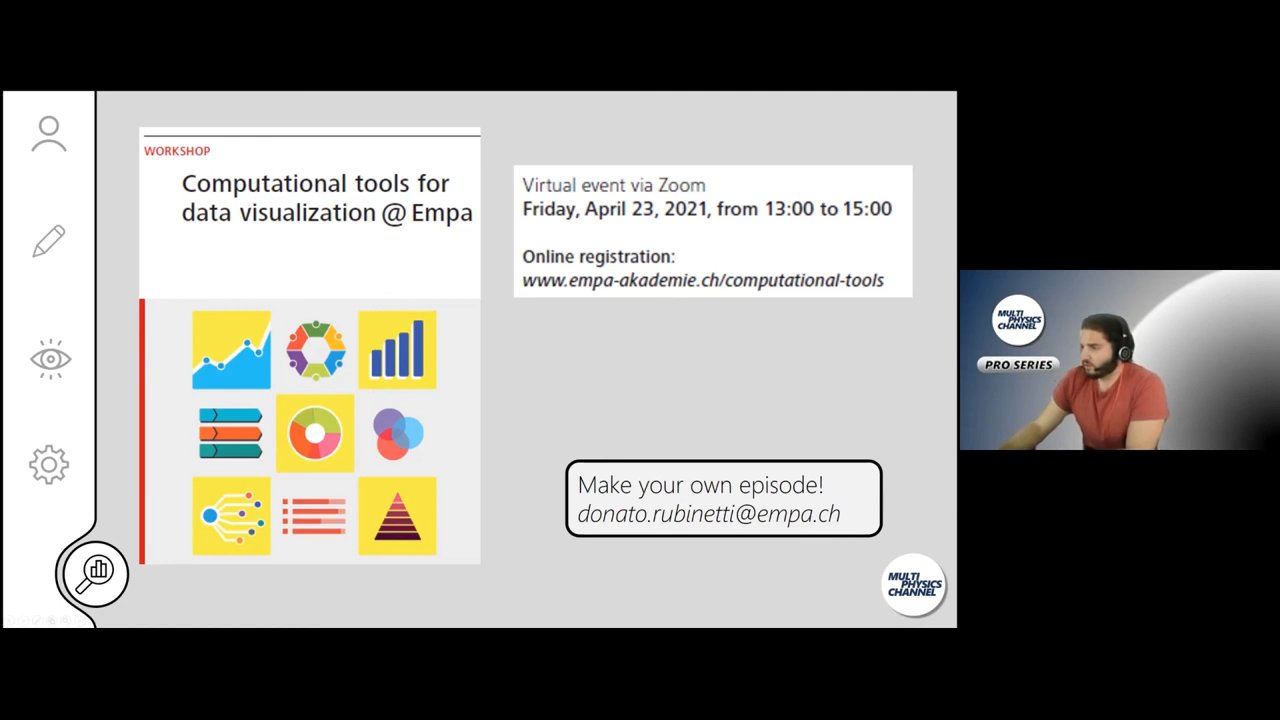 WORKSHOP
Computational tools for
data visualization @ Empa
Virtual event via Zoom
Friday, April 23, 2021, from 13:00 to 15:00
Online registration:
www.empa-akademie.ch/computational-tools
Make your own episode!
donato.rubinetti@empa.ch
MULTI
PHYSICS
CHANNEL
MULTI
PHYSICS
CHANNEL
PRO SERIES